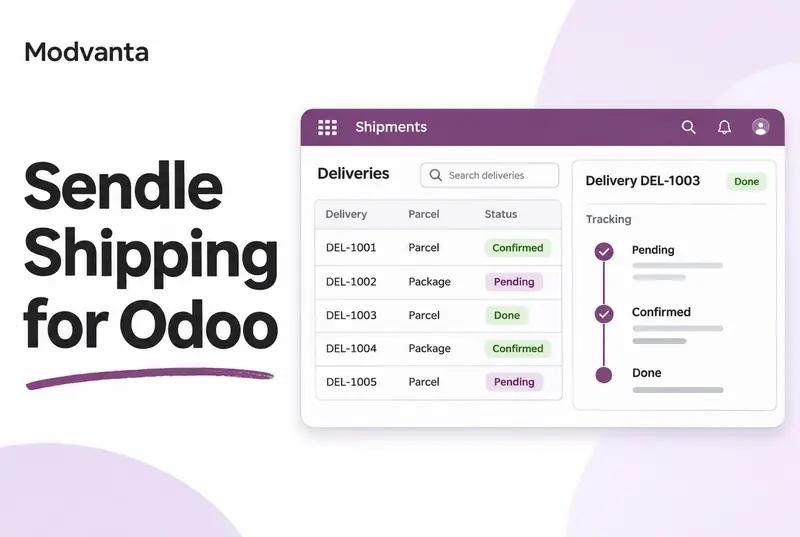 Modvanta
Sendle
Shipping
for Odoo
Shipments
Deliveries
Search deliveries
Delivery Parcel Status
DEL-1001 Parcel Confirmed
DEL-1002 Package Pending
DEL-1003 Parcel Done
DEL-1004 Package Confirmed
DEL-1005 Parcel Pending
Delivery DEL-1003 Done
Tracking
Pending
Confirmed
Done